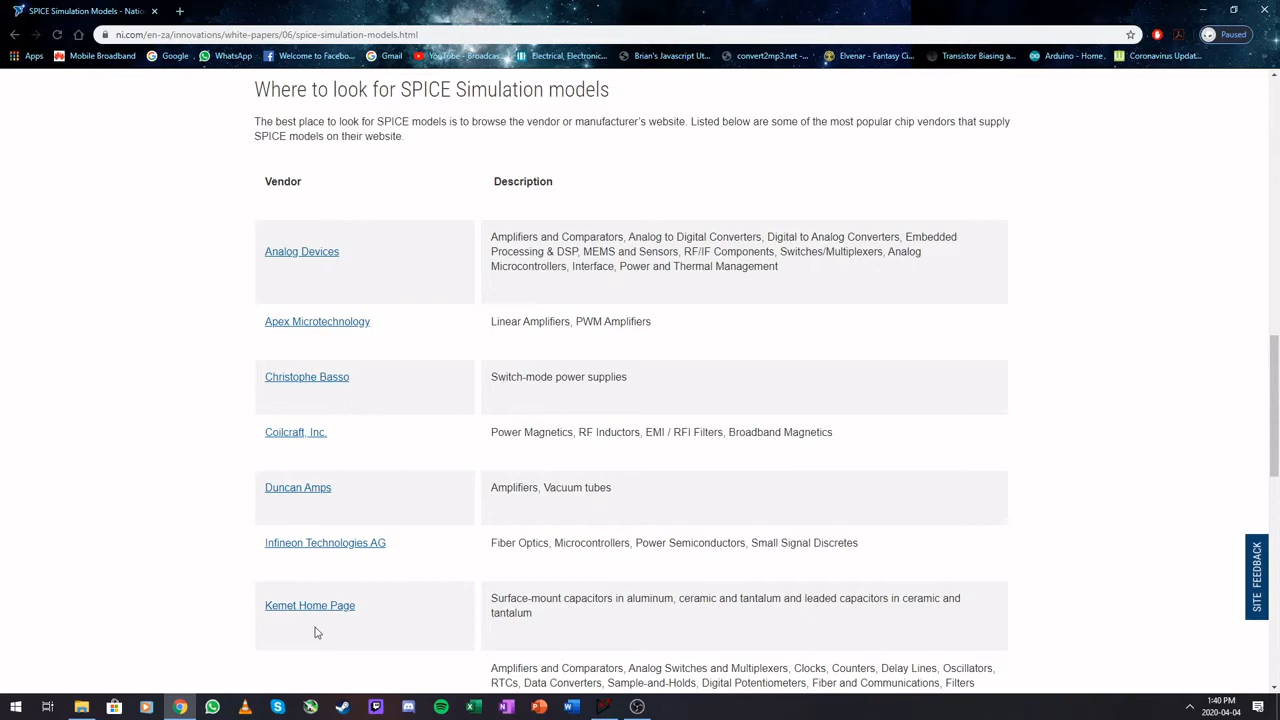 SPICE Simulation Models - Natio
ni.com/en-za/innovations/white-papers/06/spice-simulation-models.html
Paused
Apps
Mobile Broadband
Google
WhatsApp
Welcome to Facebo...
Gmail
YouTube - Broadcas...
Electrical, Electronic...
Brian's Javascript Ut...
convert2mp3.net -...
Elvenar - Fantasy Ci...
Transistor Biasing a...
Arduino - Home
Coronavirus Updat...
Where to look for SPICE Simulation models
The best place to look for SPICE models is to browse the vendor or manufacturer's website. Listed below are some of the most popular chip vendors that supply
SPICE models on their website.
Vendor
Description
Analog Devices
Amplifiers and Comparators, Analog to Digital Converters, Digital to Analog Converters, Embedded
Processing & DSP, MEMS and Sensors, RF/IF Components, Switches/Multiplexers, Analog
Microcontrollers, Interface, Power and Thermal Management
Apex Microtechnology
Linear Amplifiers, PWM Amplifiers
Christophe Basso
Switch-mode power supplies
Coilcraft, Inc.
Power Magnetics, RF Inductors, EMI / RFI Filters, Broadband Magnetics
Duncan Amps
Amplifiers, Vacuum tubes
Infineon Technologies AG
Fiber Optics, Microcontrollers, Power Semiconductors, Small Signal Discretes
Kemet Home Page
Surface-mount capacitors in aluminum, ceramic and tantalum and leaded capacitors in ceramic and
tantalum
Amplifiers and Comparators, Analog Switches and Multiplexers, Clocks, Counters, Delay Lines, Oscillators,
RTCs, Data Converters, Sample-and-Holds, Digital Potentiometers, Fiber and Communications, Filters
SITE FEEDBACK
1:40 PM
2020-04-04